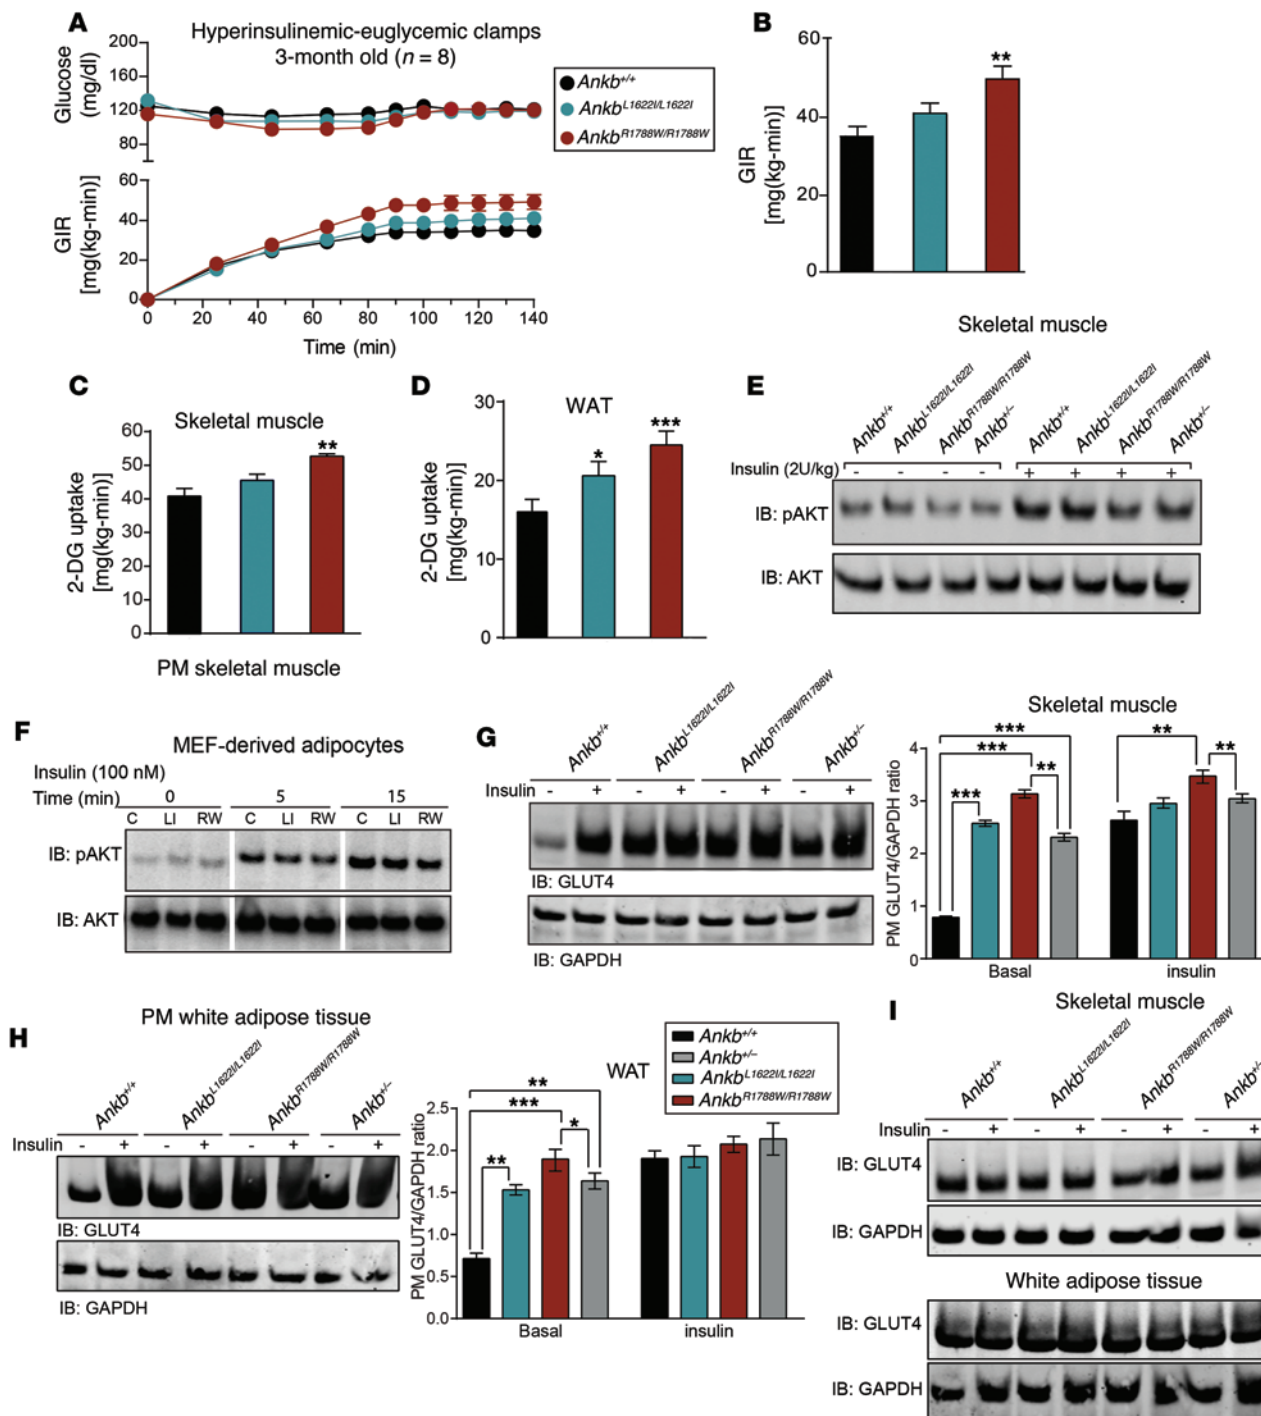 A
Hyperinsulinemic-euglycemic clamps
3-month old (n = 8)
Glucose
(mg/dl)
200
160
120
80
GIR
[mg(kg-min)]
60
40
20
0
0 20 40 60 80 100 120 140
Time (min)
Ankb+/+
AnkbL1622I/L1622I
AnkbR1788W/R1788W
B
GIR
[mg(kg-min)]
60
40
20
0
**
C
Skeletal muscle
2-DG uptake
[mg(kg-min)]
60
50
40
30
20
10
0
**
D
WAT
2-DG uptake
[mg(kg-min)]
30
20
10
0
*
***
E
Skeletal muscle
Ankb+/+ AnkbL1622I/L1622I AnkbR1788W/R1788W Ankb+/– Ankb+/+ AnkbL1622I/L1622I AnkbR1788W/R1788W Ankb+/–
Insulin (2U/kg) - - - - + + + +
IB: pAKT
IB: AKT
PM skeletal muscle
F
MEF-derived adipocytes
Insulin (100 nM)
Time (min) 0 5 15
C LI RW C LI RW C LI RW
IB: pAKT
IB: AKT
G
Ankb+/+ AnkbL1622I/L1622I AnkbR1788W/R1788W Ankb+/–
Insulin - + - + - + - +
IB: GLUT4
IB: GAPDH
Skeletal muscle
PM GLUT4/GAPDH ratio
4
3
2
1
0
***
***
***
**
**
**
Basal insulin
H
PM white adipose tissue
Ankb+/+ AnkbL1622I/L1622I AnkbR1788W/R1788W Ankb+/–
Insulin - + - + - + - +
IB: GLUT4
IB: GAPDH
WAT
Ankb+/+
Ankb+/–
AnkbL1622I/L1622I
AnkbR1788W/R1788W
PM GLUT4/GAPDH ratio
2.5
2.0
1.5
1.0
0.5
0.0
**
***
*
**
Basal insulin
I
Skeletal muscle
Ankb+/+ AnkbL1622I/L1622I AnkbR1788W/R1788W Ankb+/–
Insulin - + - + - + - +
IB: GLUT4
IB: GAPDH
White adipose tissue
IB: GLUT4
IB: GAPDH